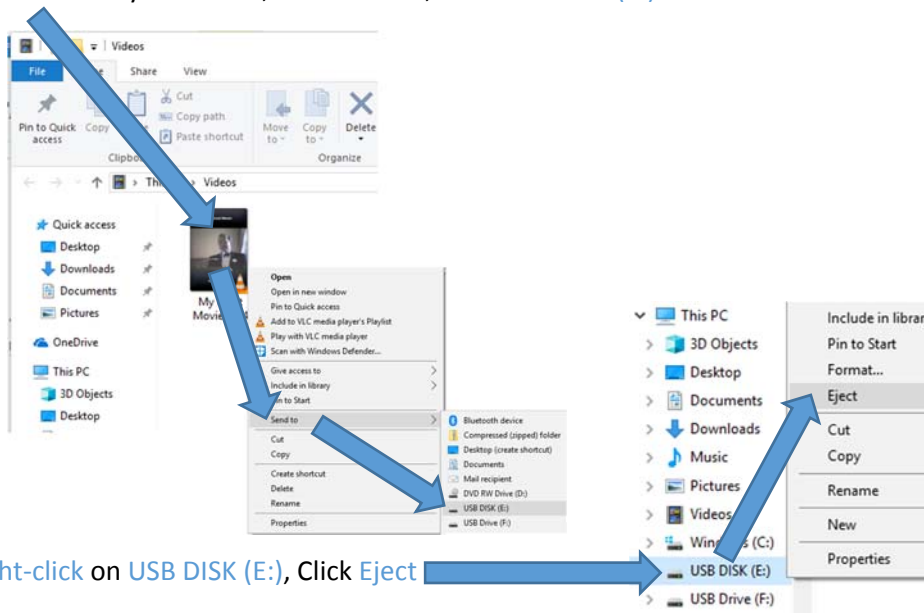 Videos
File
Share
View
Pin to Quick access
Copy
Cut
Copy path
Paste shortcut
Move to
Copy to
Delete
Organize
Videos
Quick access
Desktop
Downloads
Documents
Pictures
OneDrive
This PC
3D Objects
Desktop
My
Open
Open in new window
Pin to Quick access
Add to VLC media player's Playlist
Play with VLC media player
Scan with Windows Defender...
Give access to
Include in library
Pin to Start
Send to
Cut
Copy
Create shortcut
Delete
Rename
Properties
Bluetooth device
Compressed (zipped) folder
Desktop (create shortcut)
Documents
Mail recipient
DVD RW Drive (D:)
USB DISK (E:)
USB Drive (F:)
This PC
3D Objects
Desktop
Documents
Downloads
Music
Pictures
Videos
(C:)
USB DISK (E:)
USB Drive (F:)
Include in librar
Pin to Start
Format...
Eject
Cut
Copy
Rename
New
Properties
ht-click on USB DISK (E:), Click Eject